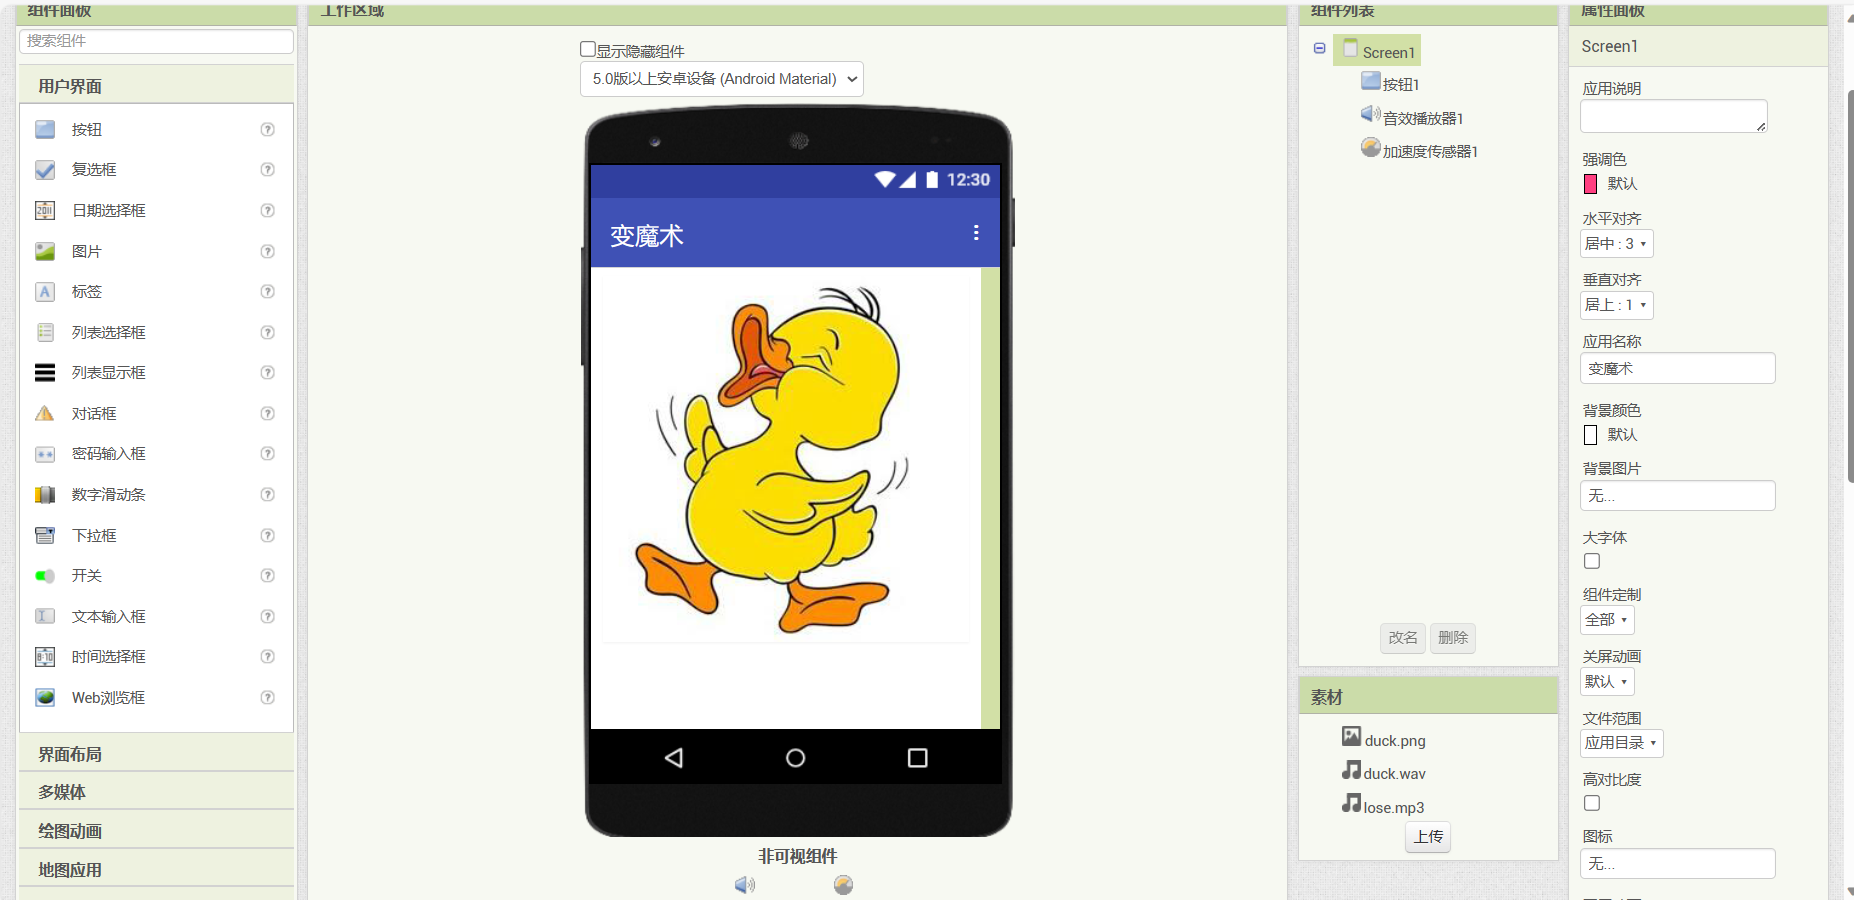 组件面板
搜索组件
用户界面
按钮
复选框
日期选择框
图片
标签
列表选择框
列表显示框
对话框
密码输入框
数字滑动条
下拉框
开关
文本输入框
时间选择框
Web浏览框
界面布局
多媒体
绘图动画
地图应用
工作区域
显示隐藏组件
5.0版以上安卓设备 (Android Material)
12:30
变魔术
非可视组件
组件列表
Screen1
按钮1
音效播放器1
加速度传感器1
改名 删除
素材
duck.png
duck.wav
lose.mp3
上传
属性面板
Screen1
应用说明
强调色
默认
水平对齐
居中 : 3
垂直对齐
居上 : 1
应用名称
变魔术
背景颜色
默认
背景图片
无...
大字体
组件定制
全部
关屏动画
默认
文件范围
应用目录
高对比度
图标
无...